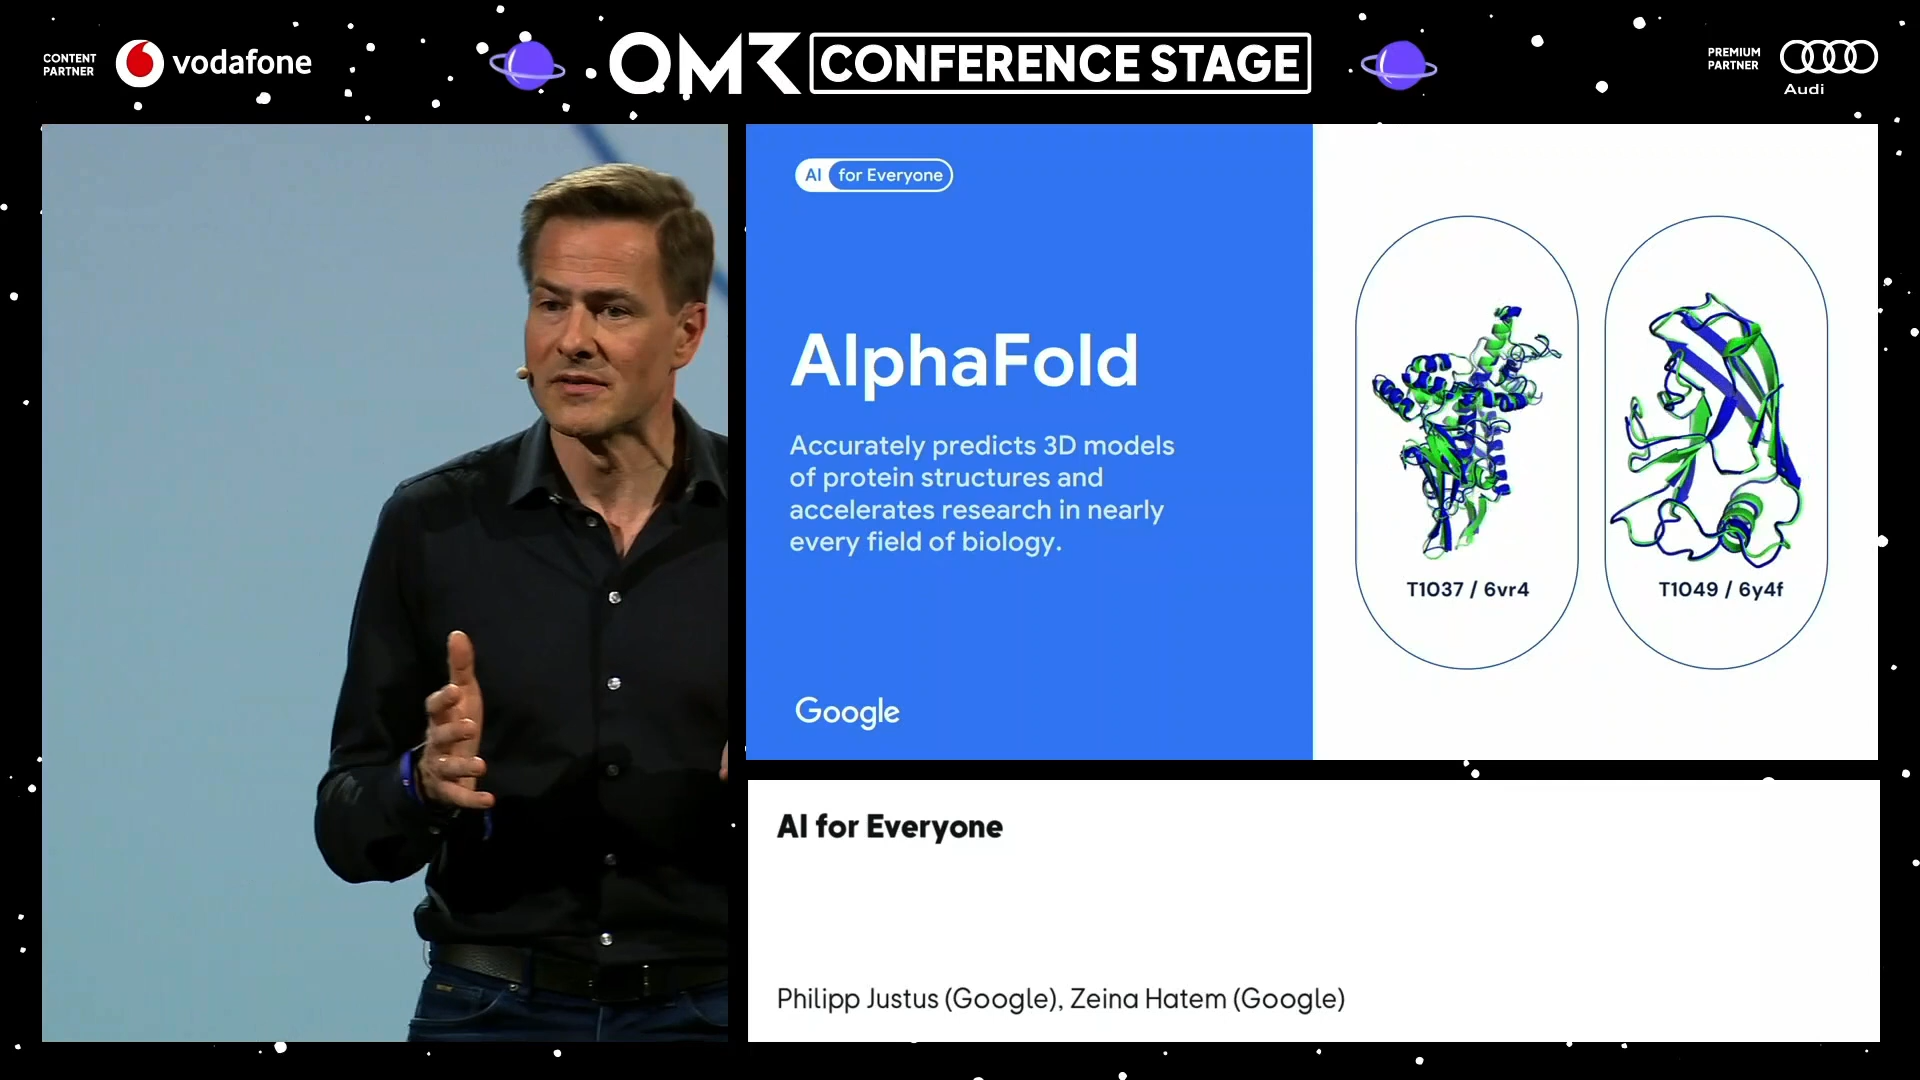 CONTENT
PARTNER
vodafone
OMR CONFERENCE STAGE
PREMIUM
PARTNER
Audi
AI for Everyone
AlphaFold
Accurately predicts 3D models
of protein structures and
accelerates research in nearly
every field of biology.
Google
T1037 / 6vr4
T1049 / 6y4f
AI for Everyone
Philipp Justus (Google), Zeina Hatem (Google)